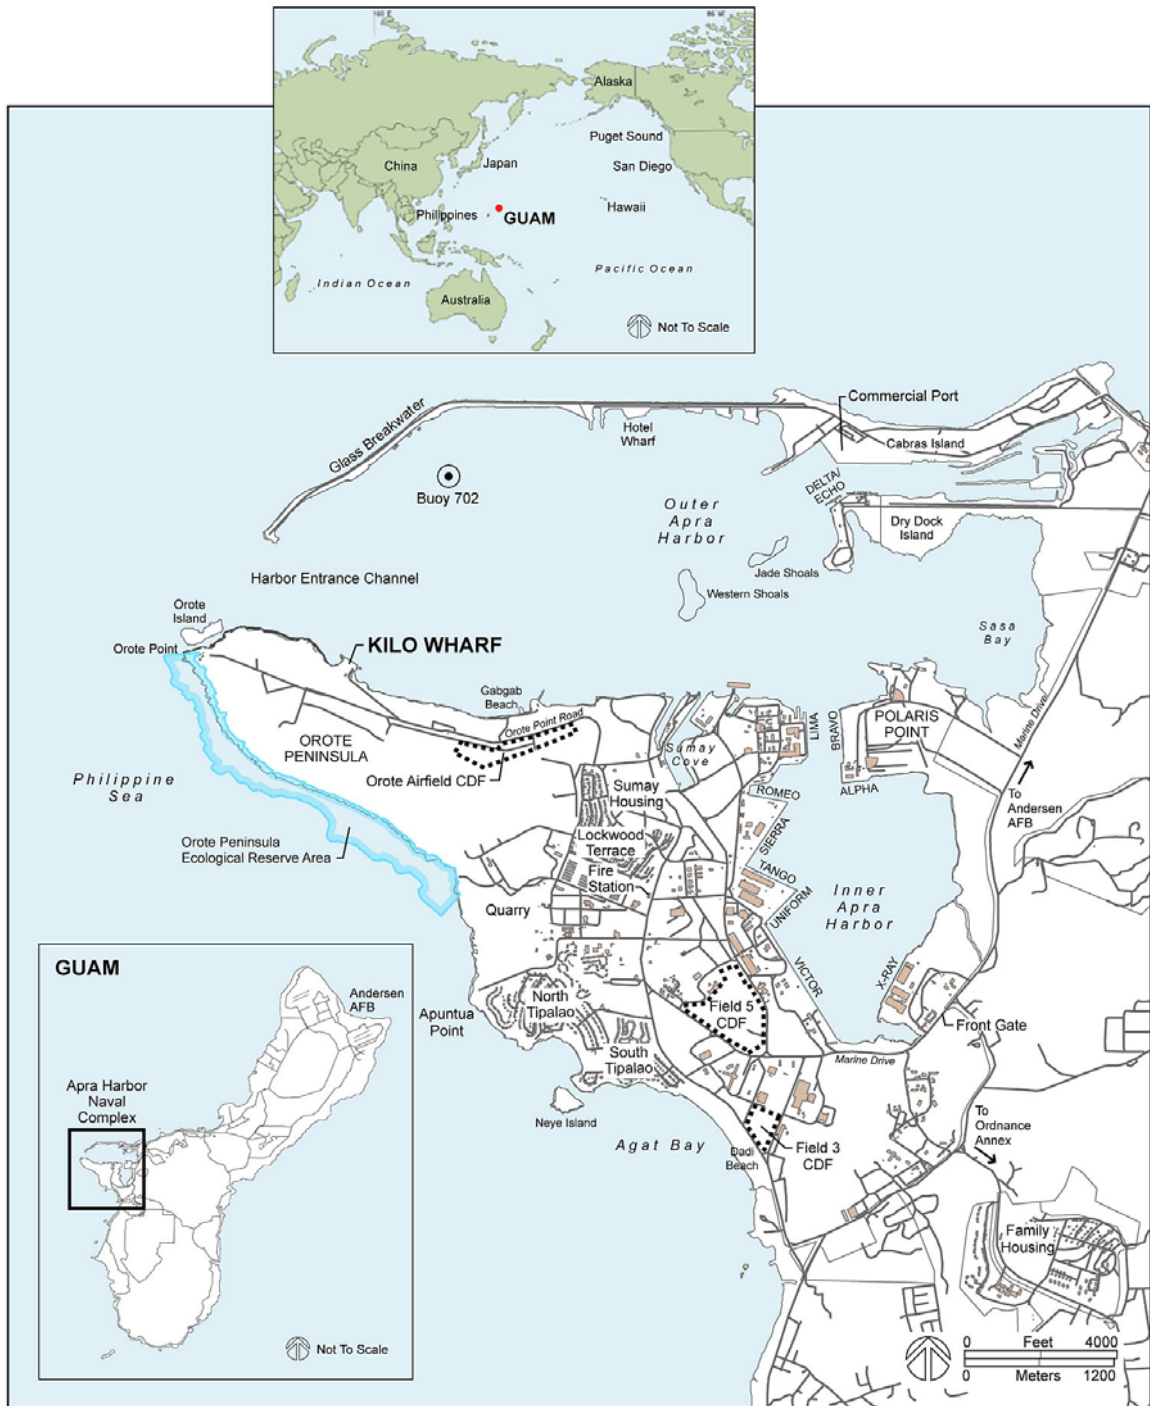 160 E
95 W
Alaska
Puget Sound
China
Japan
San Diego
Philippines
GUAM
Hawaii
Indian Ocean
Pacific Ocean
Australia
Not To Scale
Glass Breakwater
Commercial Port
Hotel
Wharf
Cabras Island
Buoy 702
DELTA/
ECHO
Outer
Apra
Harbor
Dry Dock
Island
Harbor Entrance Channel
Jade Shoals
Western Shoals
Orote
Island
Sasa
Bay
Orote Point
KILO WHARF
Gabgab
Beach
Orote Point Road
OROTE
PENINSULA
Orote Airfield CDF
Sumay
Cove
LIMA
BRAVO
POLARIS
POINT
Marine Drive
Philippine
Sea
ALPHA
ROMEO
To
Andersen
AFB
Sumay
Housing
SIERRA
Lockwood
Terrace
Orote Peninsula
Ecological Reserve Area
Fire
Station
TANGO
UNIFORM
Inner
Apra
Harbor
Quarry
VICTOR
X-RAY
North
Tipalao
Field 5
CDF
Apuntua
Point
Front Gate
South
Tipalao
Marine Drive
Neye Island
Agat Bay
Dadi
Beach
Field 3
CDF
To
Ordnance
Annex
Family
Housing
GUAM
Andersen
AFB
Apra Harbor
Naval
Complex
Not To Scale
0 Feet 4000
0 Meters 1200